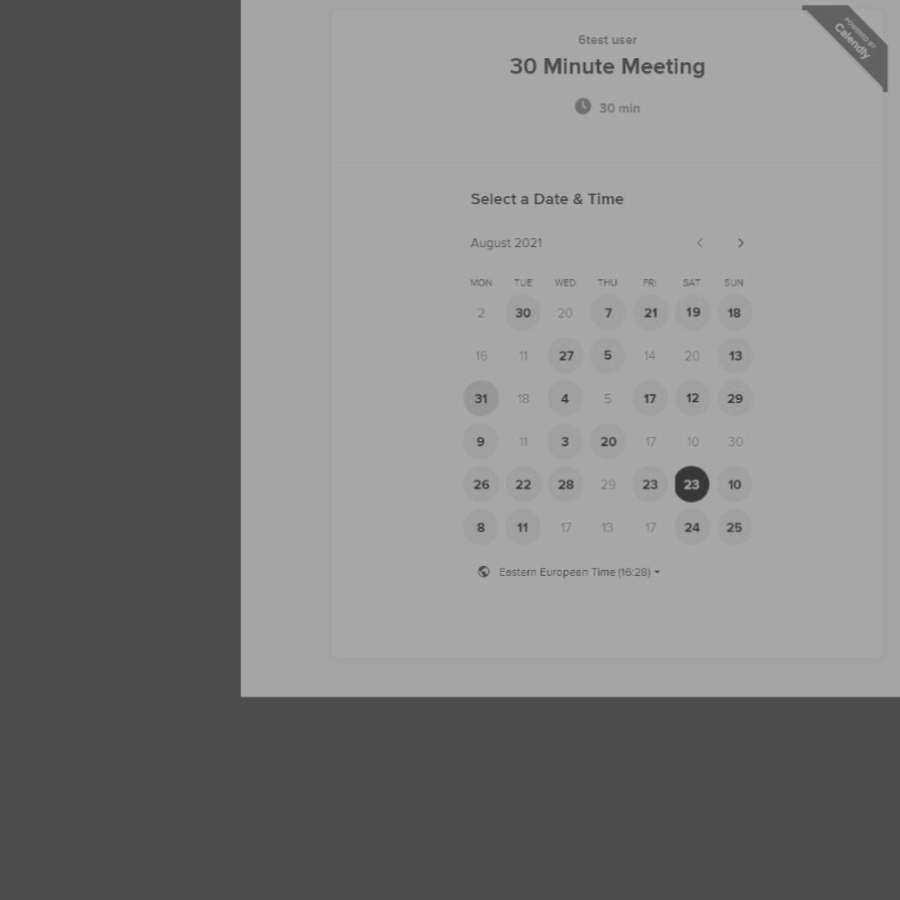 6test user
POWERED BY
Calendly
30 Minute Meeting
30 min
Select a Date & Time
August 2021
MON TUE WED THU FRI SAT SUN
2 30 20 7 21 19 18
16 11 27 5 14 20 13
31 18 4 5 17 12 29
9 11 3 20 17 10 30
26 22 28 29 23 23 10
8 11 17 13 17 24 25
Eastern European Time (16:28)